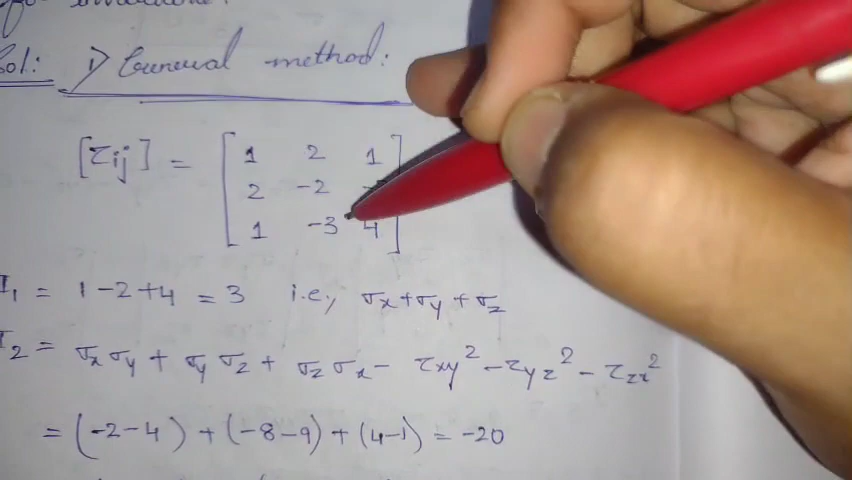 Sol: 1) General method:
[τij] = [ 1 2 1
2 -2
1 -3 4 ]
I1 = 1-2+4 = 3 i.e., σx+σy+σz
I2 = σxσy + σyσz + σzσx - τxy² - τyz² - τzx²
= (-2-4) + (-8-9) + (4-1) = -20